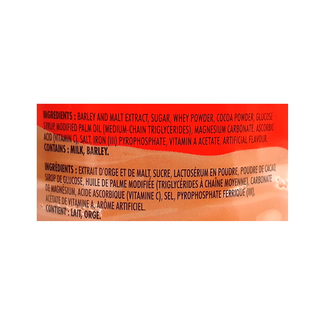 INGREDIENTS : BARLEY AND MALT EXTRACT, SUGAR, WHEY POWDER, COCOA POWDER, GLUCOSE
SYRUP, MODIFIED PALM OIL (MEDIUM-CHAIN TRIGLYCERIDES), MAGNESIUM CARBONATE, ASCORBIC
ACID (VITAMIN C), SALT, IRON (III) PYROPHOSPHATE, VITAMIN A ACETATE, ARTIFICIAL FLAVOUR.
CONTAINS : MILK, BARLEY.
INGRÉDIENTS : EXTRAIT D'ORGE ET DE MALT, SUCRE, LACTOSÉRUM EN POUDRE, POUDRE DE CACAO,
SIROP DE GLUCOSE, HUILE DE PALME MODIFIÉE (TRIGLYCÉRIDES À CHAÎNE MOYENNE), CARBONATE
DE MAGNÉSIUM, ACIDE ASCORBIQUE (VITAMINE C), SEL, PYROPHOSPHATE FERRIQUE (III),
ACÉTATE DE VITAMINE A, ARÔME ARTIFICIEL.
CONTIENT : LAIT, ORGE.